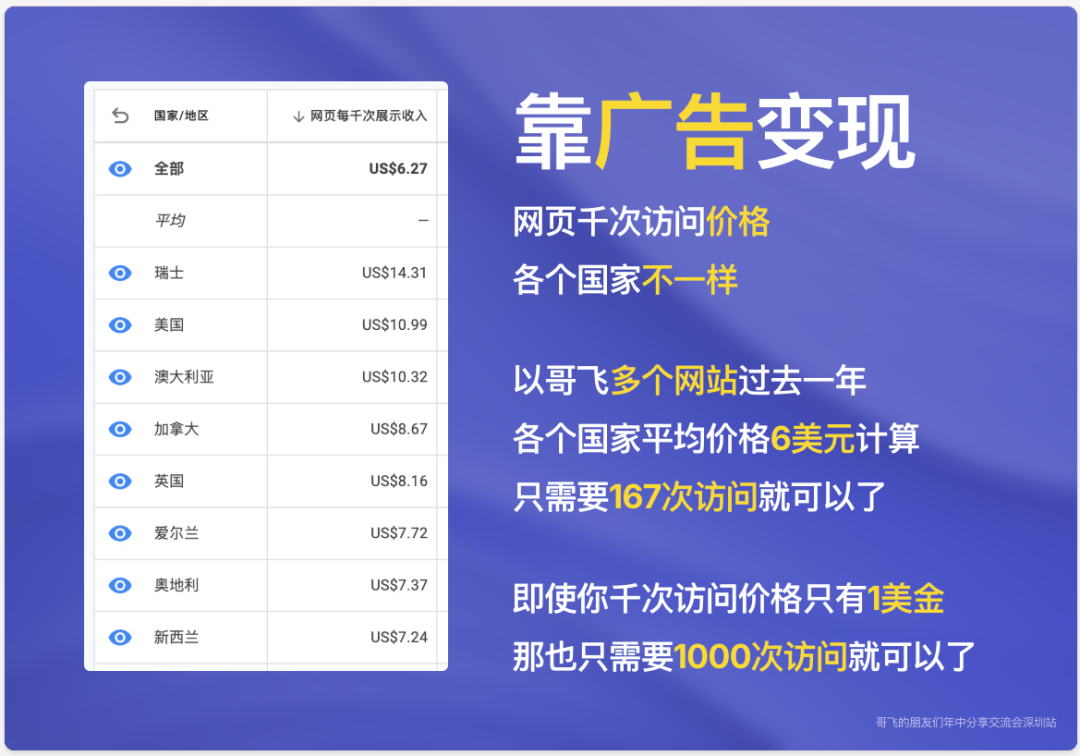 国家/地区 ↓ 网页每千次展示收入
全部 US$6.27
平均 –
瑞士 US$14.31
美国 US$10.99
澳大利亚 US$10.32
加拿大 US$8.67
英国 US$8.16
爱尔兰 US$7.72
奥地利 US$7.37
新西兰 US$7.24
靠广告变现
网页千次访问价格
各个国家不一样
以哥飞多个网站过去一年
各个国家平均价格6美元计算
只需要167次访问就可以了
即使你千次访问价格只有1美金
那也只需要1000次访问就可以了
哥飞的朋友们年中分享交流会深圳站